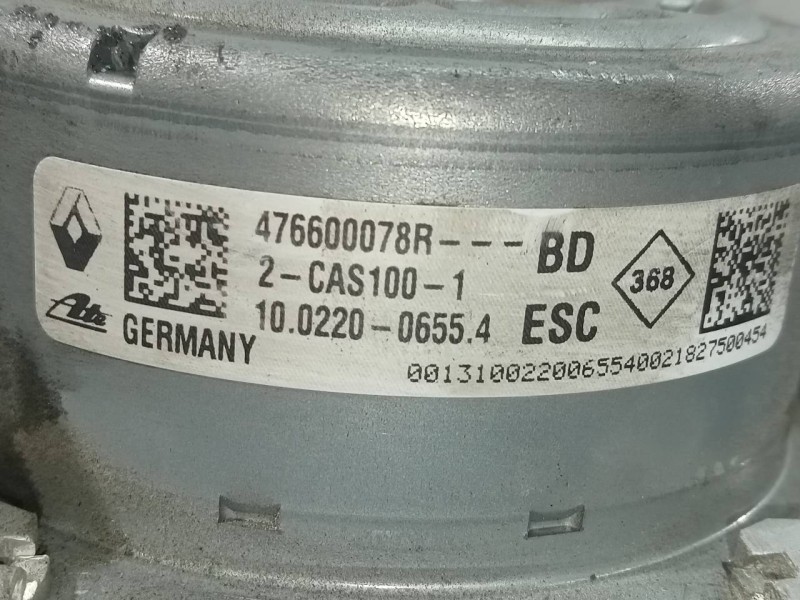 476600078R--- BD
2-CAS100-1
10.0220-0655.4 ESC
368
Ate GERMANY
0013100220065540021827500454